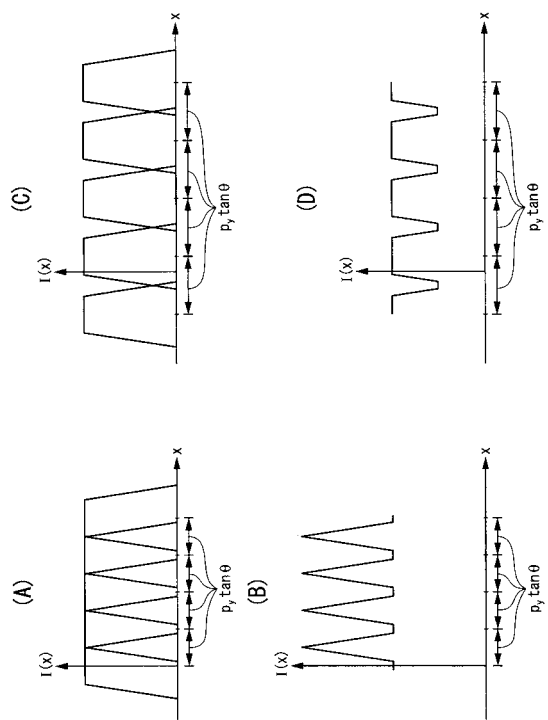 (A)
I(x)
x
p_y tanθ
(B)
I(x)
x
p_y tanθ
(C)
I(x)
x
p_y tanθ
(D)
I(x)
x
p_y tanθ